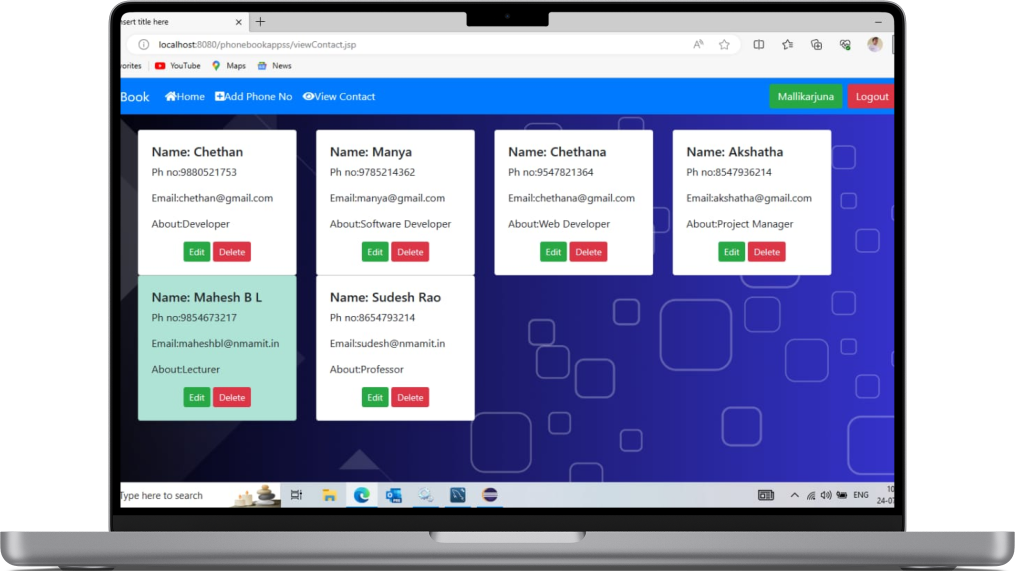 nsert title here
localhost:8080/phonebookappss/viewContact.jsp
vorites YouTube Maps News
Book Home Add Phone No View Contact Mallikarjuna Logout
Name: Chethan
Ph no:9880521753
Email:chethan@gmail.com
About:Developer
Edit Delete
Name: Manya
Ph no:9785214362
Email:manya@gmail.com
About:Software Developer
Edit Delete
Name: Chethana
Ph no:9547821364
Email:chethana@gmail.com
About:Web Developer
Edit Delete
Name: Akshatha
Ph no:8547936214
Email:akshatha@gmail.com
About:Project Manager
Edit Delete
Name: Mahesh B L
Ph no:9854673217
Email:maheshbl@nmamit.in
About:Lecturer
Edit Delete
Name: Sudesh Rao
Ph no:8654793214
Email:sudesh@nmamit.in
About:Professor
Edit Delete
Type here to search
ENG
10
24-07